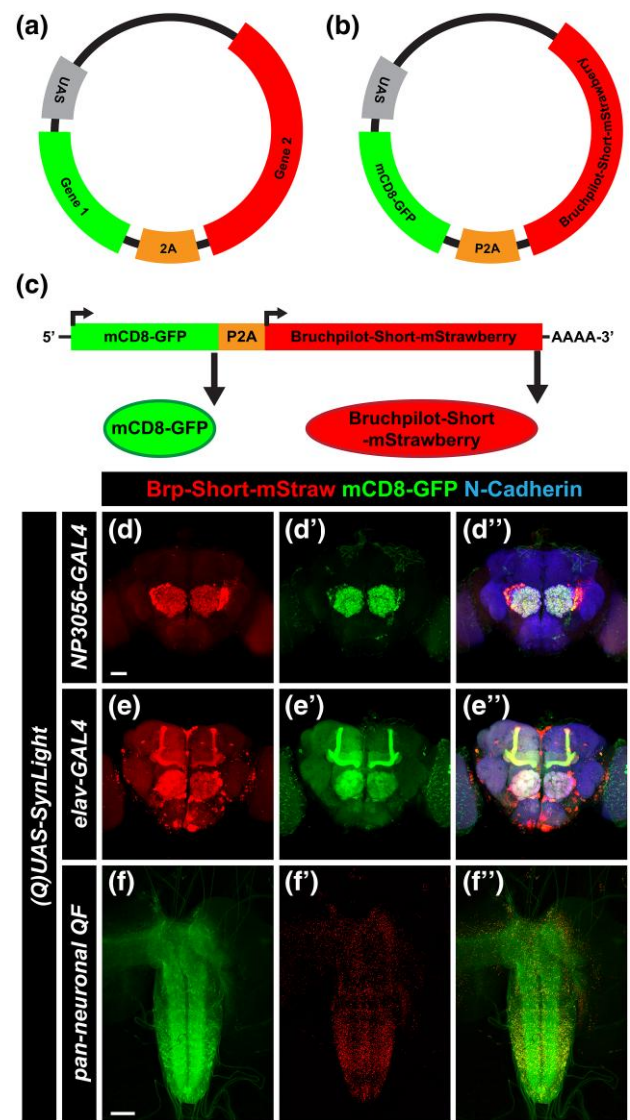 (a)
UAS
Gene 1
2A
Gene 2
(b)
UAS
mCD8-GFP
P2A
Bruchpilot-Short-mStrawberry
(c)
5' mCD8-GFP P2A Bruchpilot-Short-mStrawberry AAAA-3'
mCD8-GFP
Bruchpilot-Short
-mStrawberry
Brp-Short-mStraw mCD8-GFP N-Cadherin
(Q)UAS-SynLight
NP3056-GAL4
(d) (d') (d'')
elav-GAL4
(e) (e') (e'')
pan-neuronal QF
(f) (f') (f'')